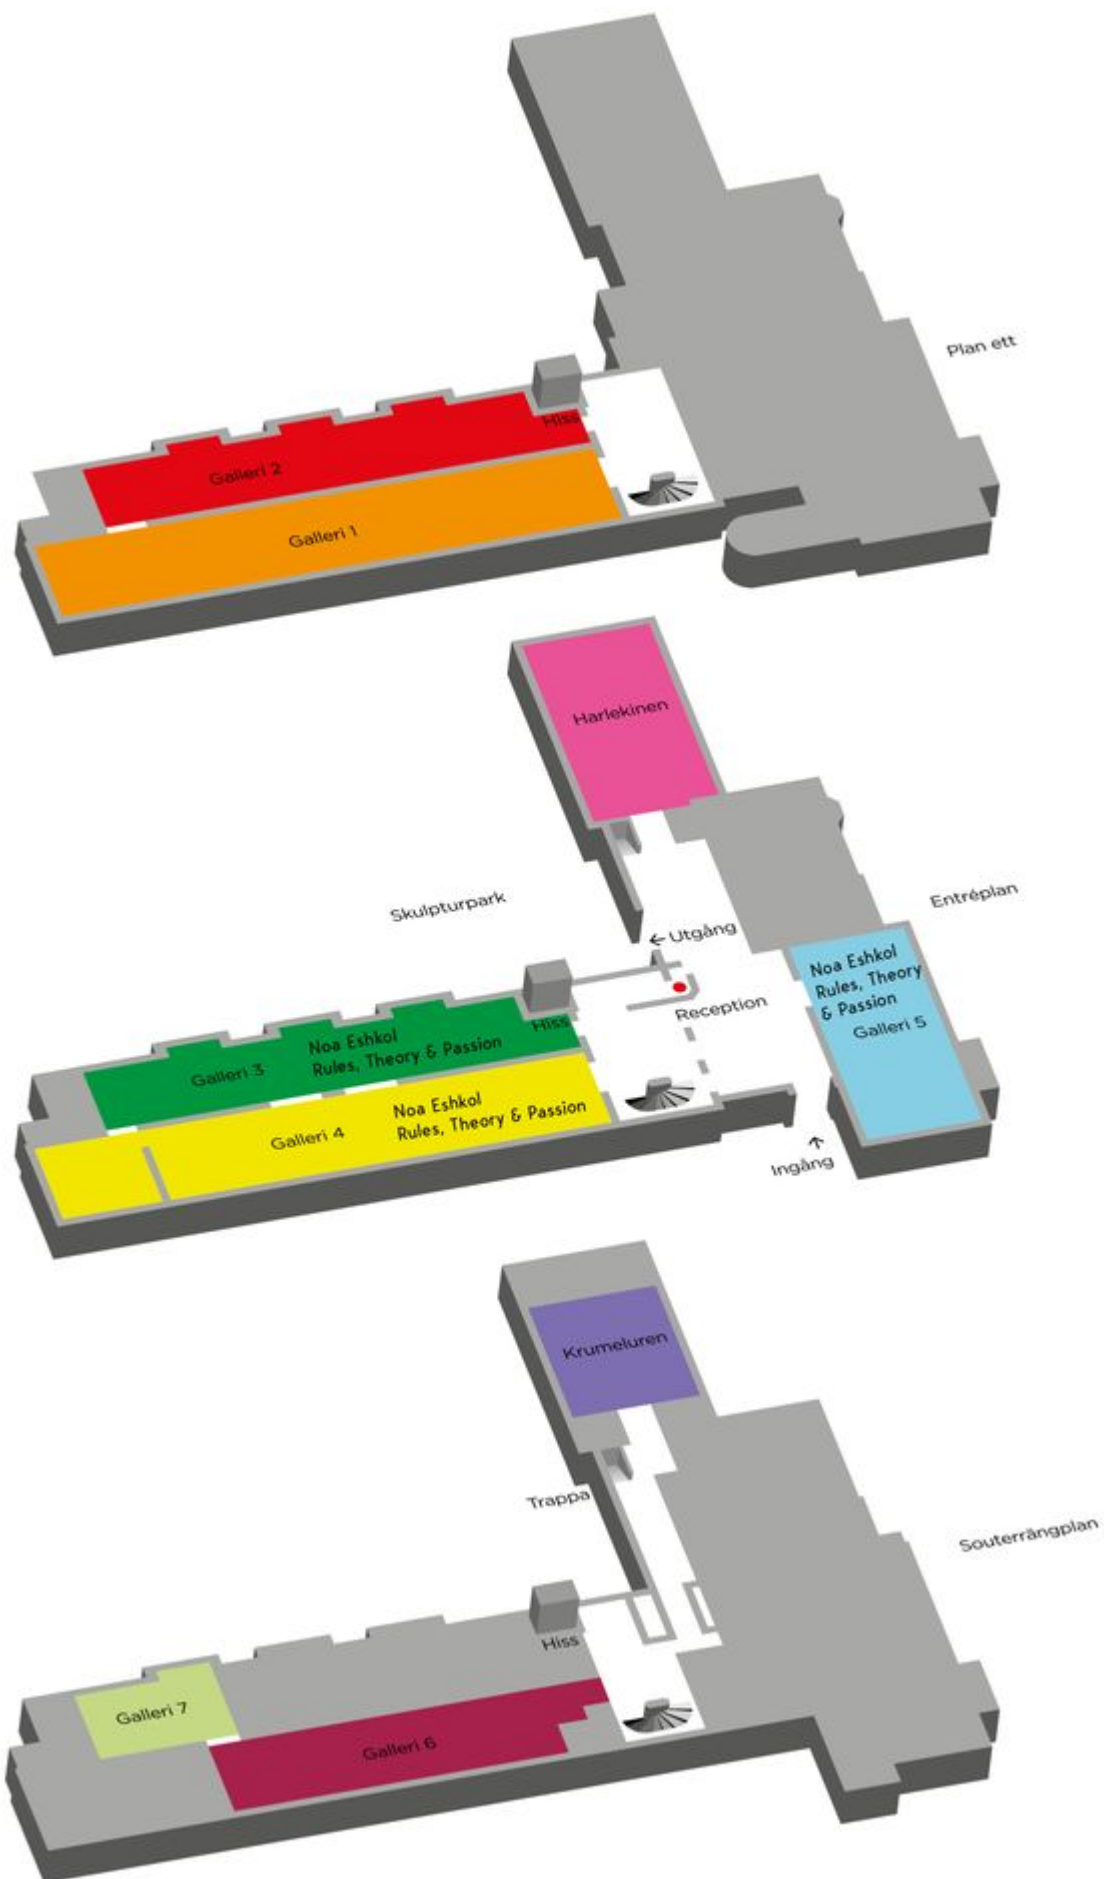 Plan ett
Hiss
Galleri 2
Galleri 1
Harlekinen
Skulpturpark
Entréplan
← Utgång
Noa Eshkol
Rules, Theory
& Passion
Galleri 5
Reception
Hiss
Noa Eshkol
Rules, Theory & Passion
Galleri 3
Noa Eshkol
Rules, Theory & Passion
Galleri 4
↑
Ingång
Krumeluren
Trappa
Souterrängplan
Hiss
Galleri 7
Galleri 6